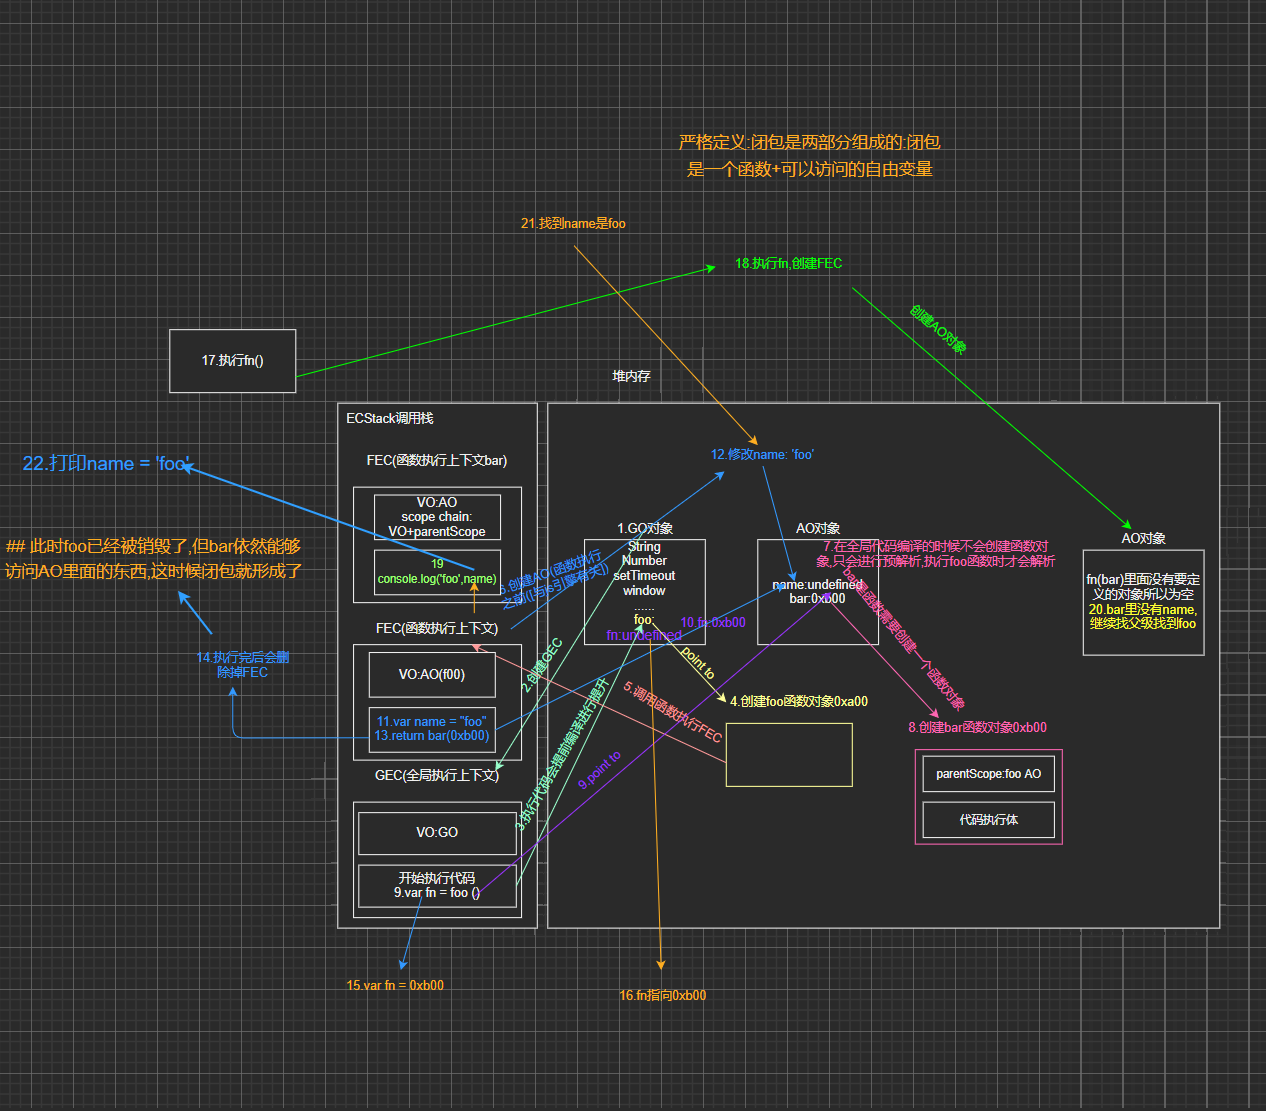 严格定义:闭包是两部分组成的:闭包
是一个函数+可以访问的自由变量
21.找到name是foo
18.执行fn,创建FEC
创建AO对象
17.执行fn()
堆内存
ECStack调用栈
FEC(函数执行上下文bar)
VO:AO
scope chain:
VO+parentScope
19
console.log('foo',name)
22.打印name = 'foo'
## 此时foo已经被销毁了,但bar依然能够
访问AO里面的东西,这时候闭包就形成了
14.执行完后会删
除掉FEC
FEC(函数执行上下文)
VO:AO(f00)
11.var name = "foo"
13.return bar(0xb00)
GEC(全局执行上下文)
VO:GO
开始执行代码
9.var fn = foo ()
15.var fn = 0xb00
12.修改name: 'foo'
1.GO对象
String
Number
setTimeout
window
......
foo:
fn:undefined
6.创建AO(函数执行
之前([与js引擎有关])
2.创建GEC
3.执行代码会提前编译进行提升
5.调用函数执行FEC
point to
9.point to
10.fn:0xb00
4.创建foo函数对象0xa00
16.fn指向0xb00
AO对象
name:undefined
bar:0xb00
7.在全局代码编译的时候不会创建函数对
象,只会进行预解析,执行foo函数时才会解析
bar是函数需要创建一个函数对象
8.创建bar函数对象0xb00
parentScope:foo AO
代码执行体
AO对象
fn(bar)里面没有要定
义的对象所以为空
20.bar里没有name,
继续找父级找到foo